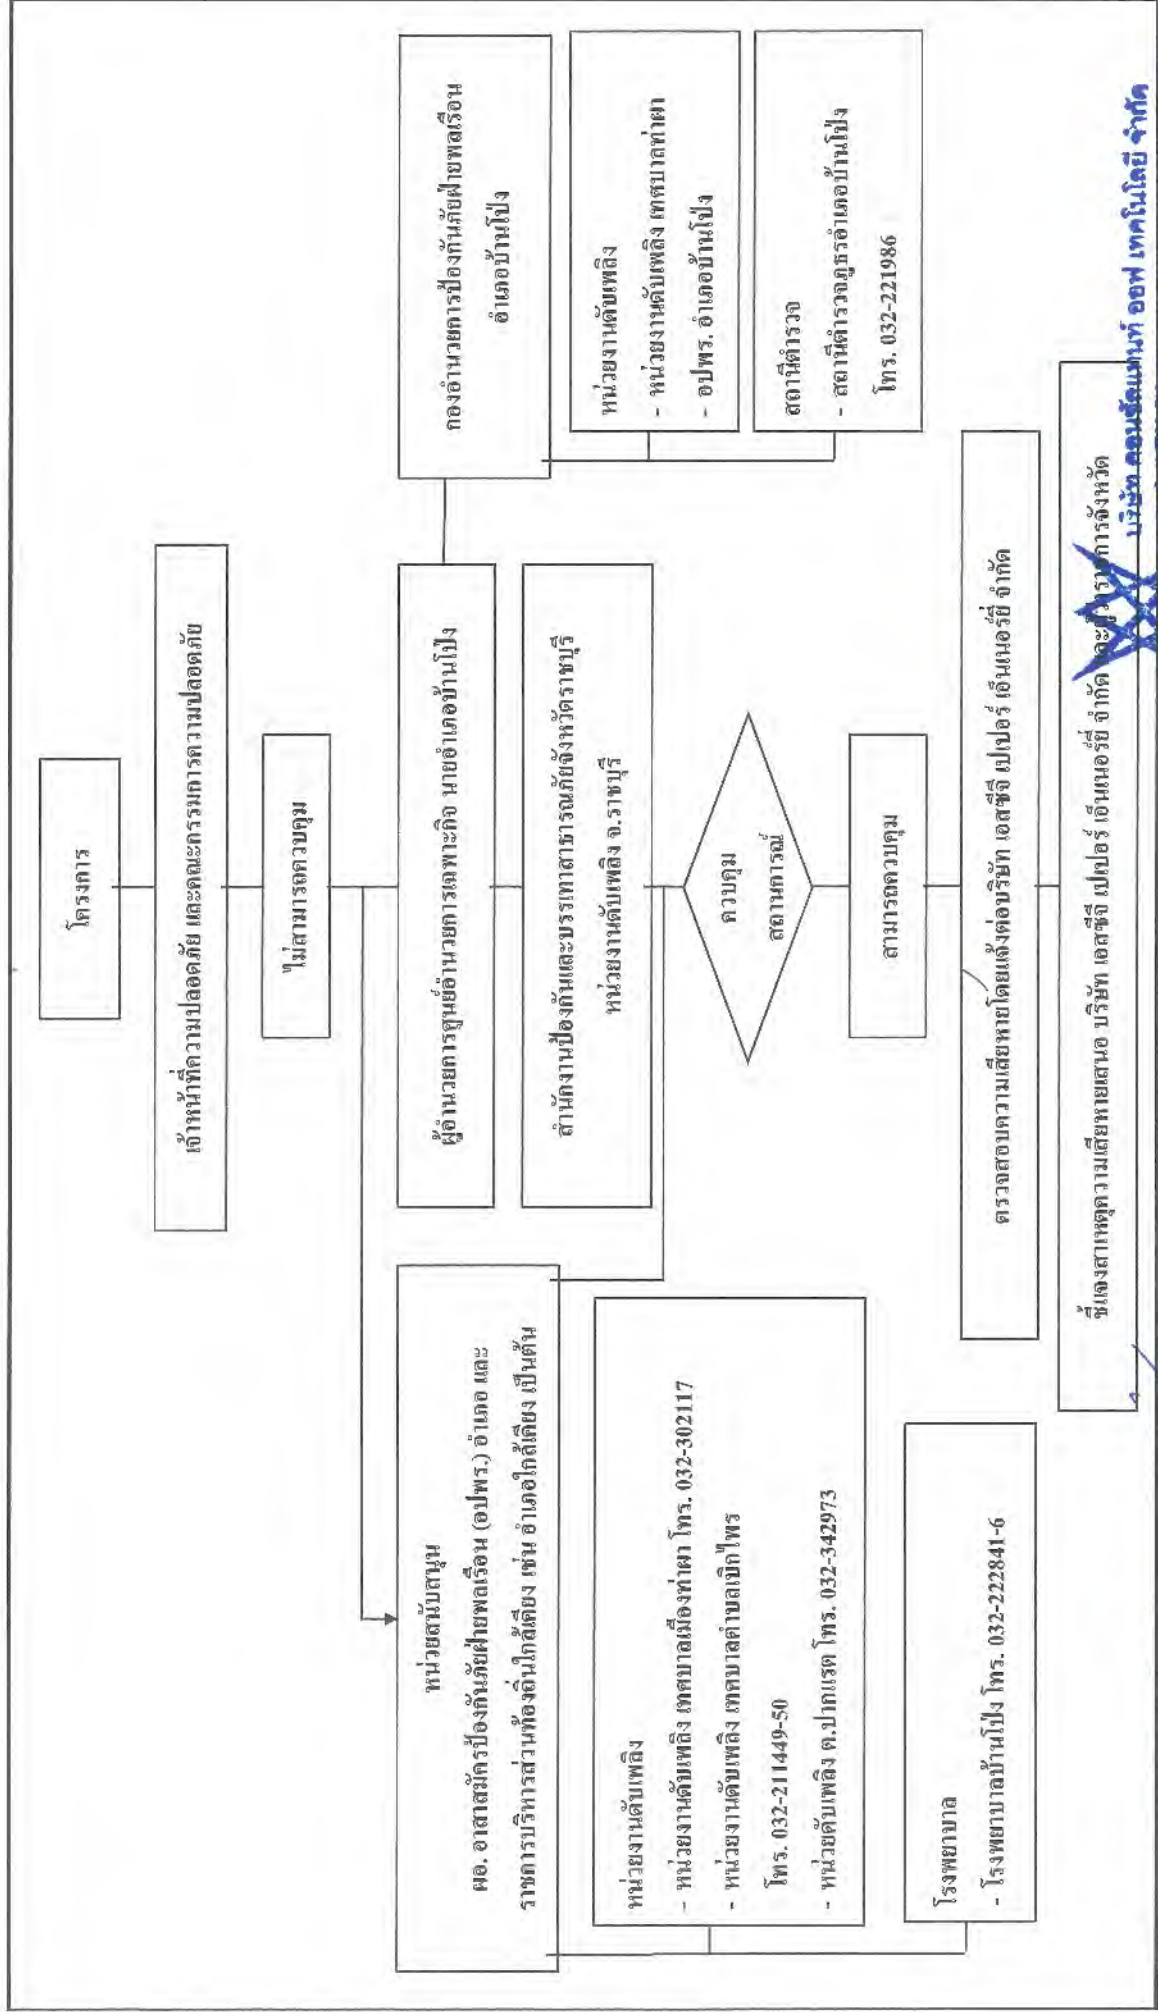 โครงการ
เจ้าหน้าที่ความปลอดภัย และคณะกรรมการความปลอดภัย
ไม่สามารถควบคุม
หน่วยสนับสนุน
ผอ. อาสาสมัครป้องกันภัยฝ่ายพลเรือน (อปพร.) อำเภอ และ
ราชการบริหารส่วนท้องถิ่นใกล้เคียง เช่น อำเภอใกล้เคียง เป็นต้น
ผู้อำนวยการศูนย์อำนวยการเฉพาะกิจ นายอำเภอบ้านโป่ง
กองอำนวยการป้องกันภัยฝ่ายพลเรือน
อำเภอบ้านโป่ง
สำนักงานป้องกันและบรรเทาสาธารณภัยจังหวัดราชบุรี
หน่วยงานดับเพลิง จ.ราชบุรี
หน่วยงานดับเพลิง
- หน่วยงานดับเพลิง เทศบาลท่าผา
- อปพร. อำเภอบ้านโป่ง
สถานีตำรวจ
- สถานีตำรวจภูธรอำเภอบ้านโป่ง
โทร. 032-221986
หน่วยงานดับเพลิง
- หน่วยงานดับเพลิง เทศบาลเมืองท่าผา โทร. 032-302117
- หน่วยงานดับเพลิง เทศบาลตำบลเบิกไพร
โทร. 032-211449-50
- หน่วยดับเพลิง ต.ปากแรต โทร. 032-342973
โรงพยาบาล
- โรงพยาบาลบ้านโป่ง โทร. 032-222841-6
ควบคุม
สถานการณ์
สามารถควบคุม
ตรวจสอบความเสียหายโดยแจ้งต่อบริษัท เอสซีจี เปเปอร์ เอ็นเนอร์ยี่ จำกัด
ชี้แจงสาเหตุความเสียหายเสนอ บริษัท เอสซีจี เปเปอร์ เอ็นเนอร์ยี่ จำกัด และผู้ว่าราชการจังหวัด
บริษัท คอนซัลแทนท์ ออฟ เทคโนโลยี จำกัด